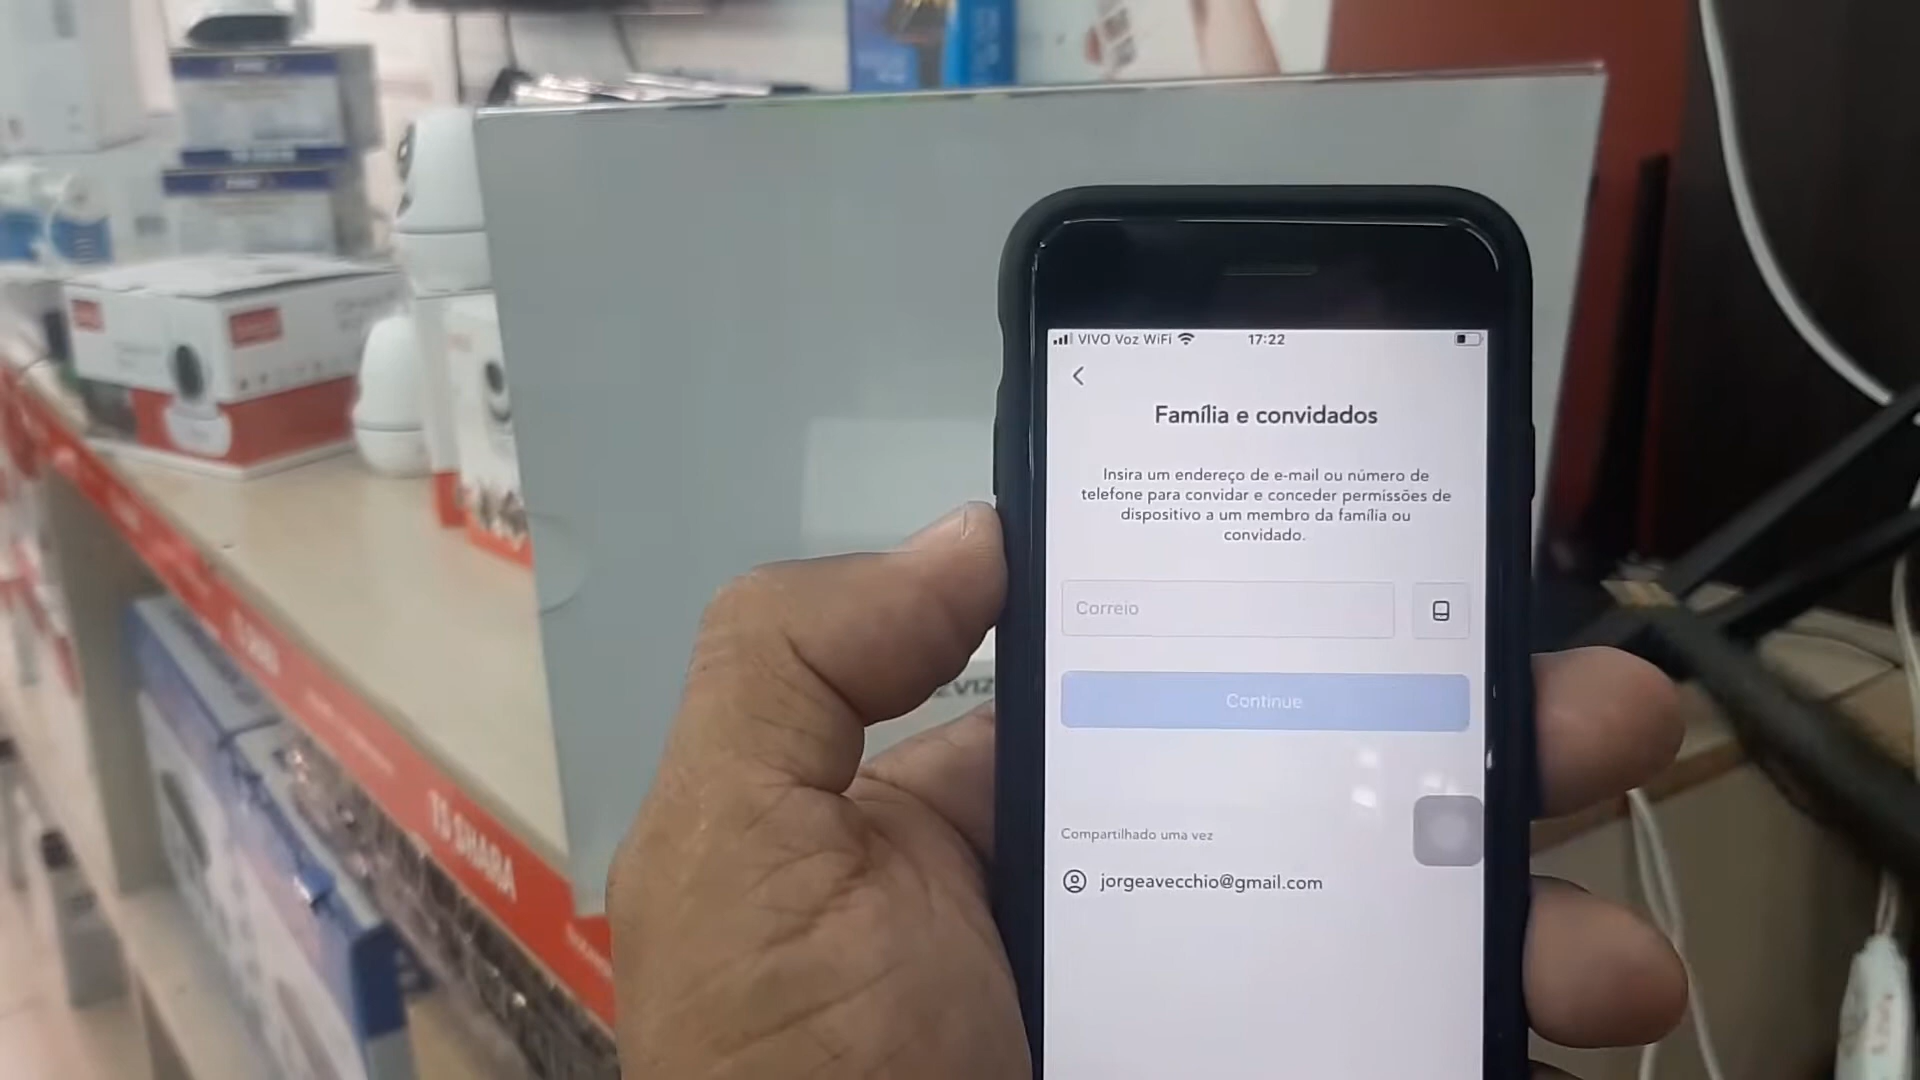 VIVO Voz WiFi 17:22
Família e convidados
Insira um endereço de e-mail ou número de
telefone para convidar e conceder permissões de
dispositivo a um membro da família ou
convidado.
Correio
Continue
Compartilhado uma vez
jorgeavecchio@gmail.com
TS SHARA